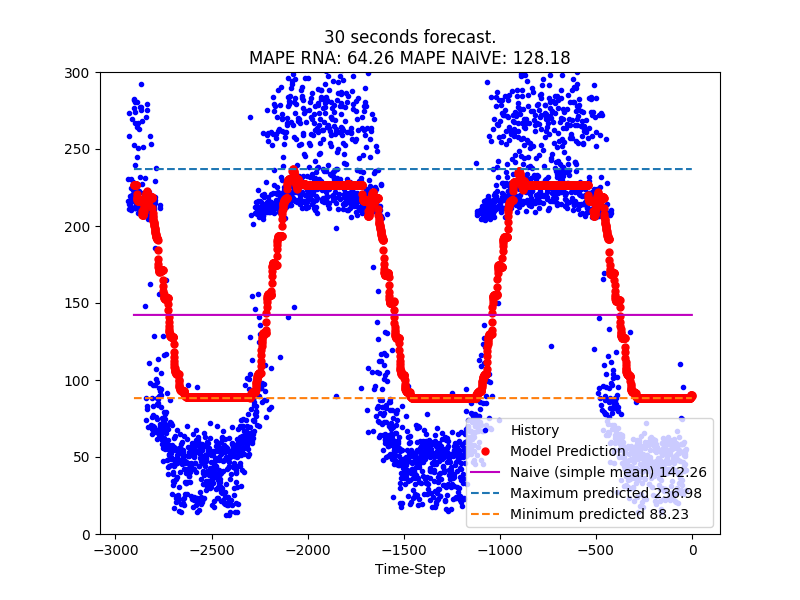 30 seconds forecast.
MAPE RNA: 64.26 MAPE NAIVE: 128.18
300
250
200
150
100
50
0
History
Model Prediction
Naive (simple mean) 142.26
Maximum predicted 236.98
Minimum predicted 88.23
−3000 −2500 −2000 −1500 −1000 −500 0
Time-Step